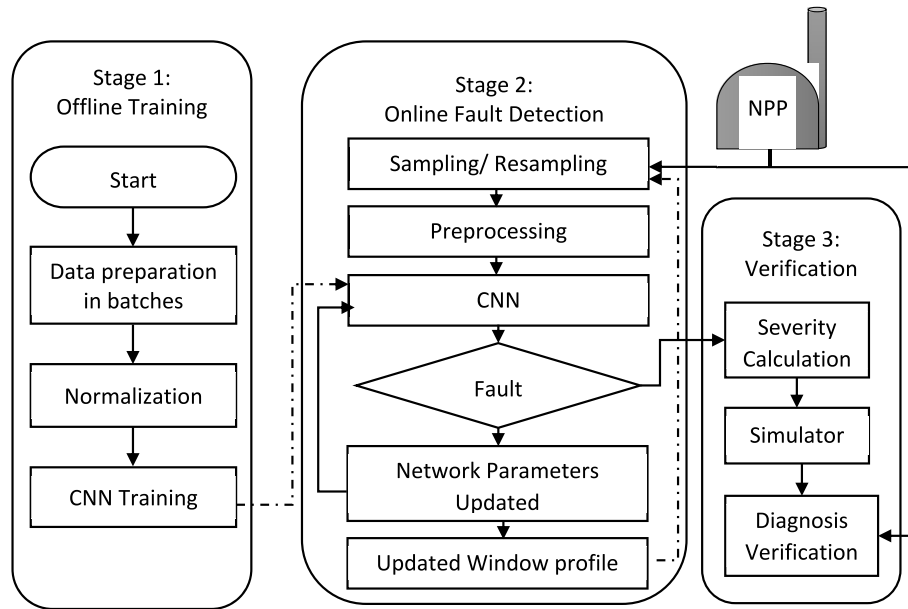 Stage 1:
Offline Training
Start
Data preparation
in batches
Normalization
CNN Training
Stage 2:
Online Fault Detection
Sampling/ Resampling
Preprocessing
CNN
Fault
Network Parameters
Updated
Updated Window profile
NPP
Stage 3:
Verification
Severity
Calculation
Simulator
Diagnosis
Verification